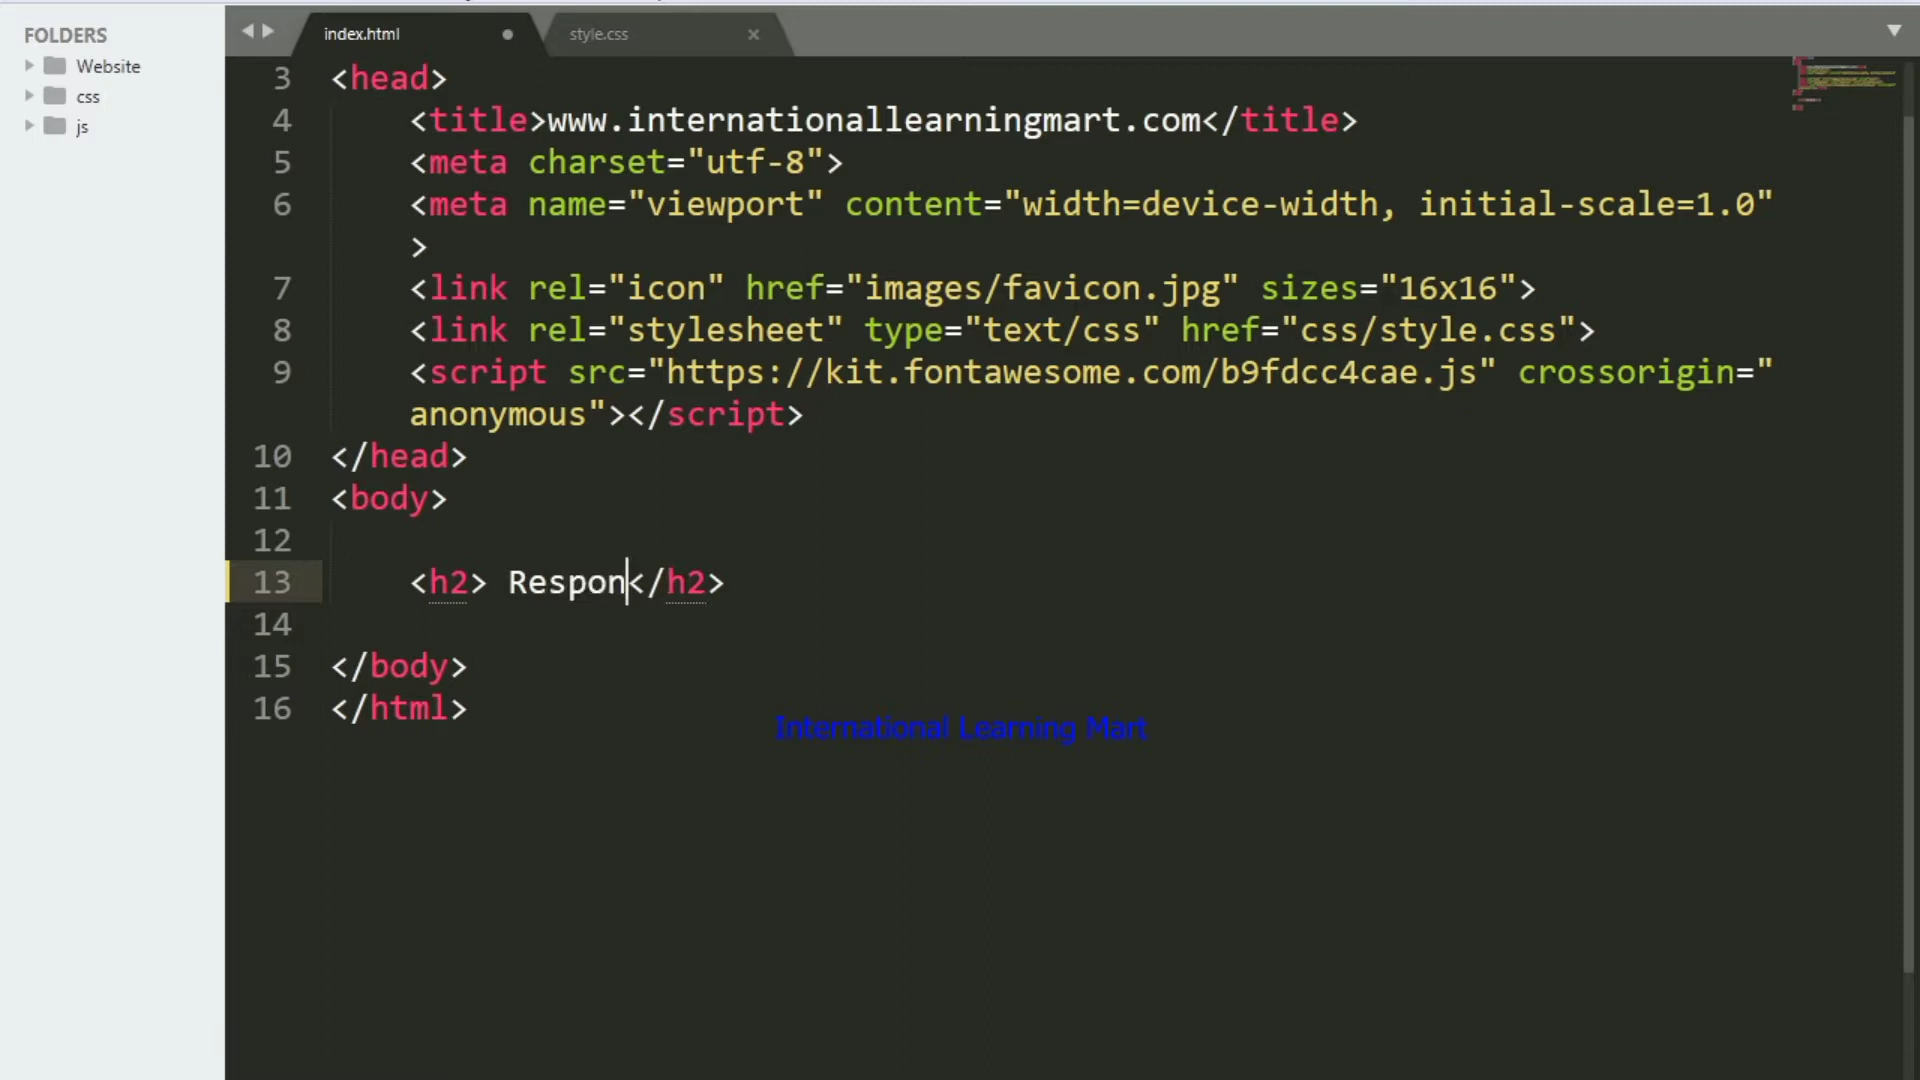 FOLDERS
Website
css
js
index.html
style.css
3 <head>
4 <title>www.internationallearningmart.com</title>
5 <meta charset="utf-8">
6 <meta name="viewport" content="width=device-width, initial-scale=1.0"
>
7 <link rel="icon" href="images/favicon.jpg" sizes="16x16">
8 <link rel="stylesheet" type="text/css" href="css/style.css">
9 <script src="https://kit.fontawesome.com/b9fdcc4cae.js" crossorigin="
anonymous"></script>
10 </head>
11 <body>
12
13 <h2> Respon</h2>
14
15 </body>
16 </html>
International Learning Mart